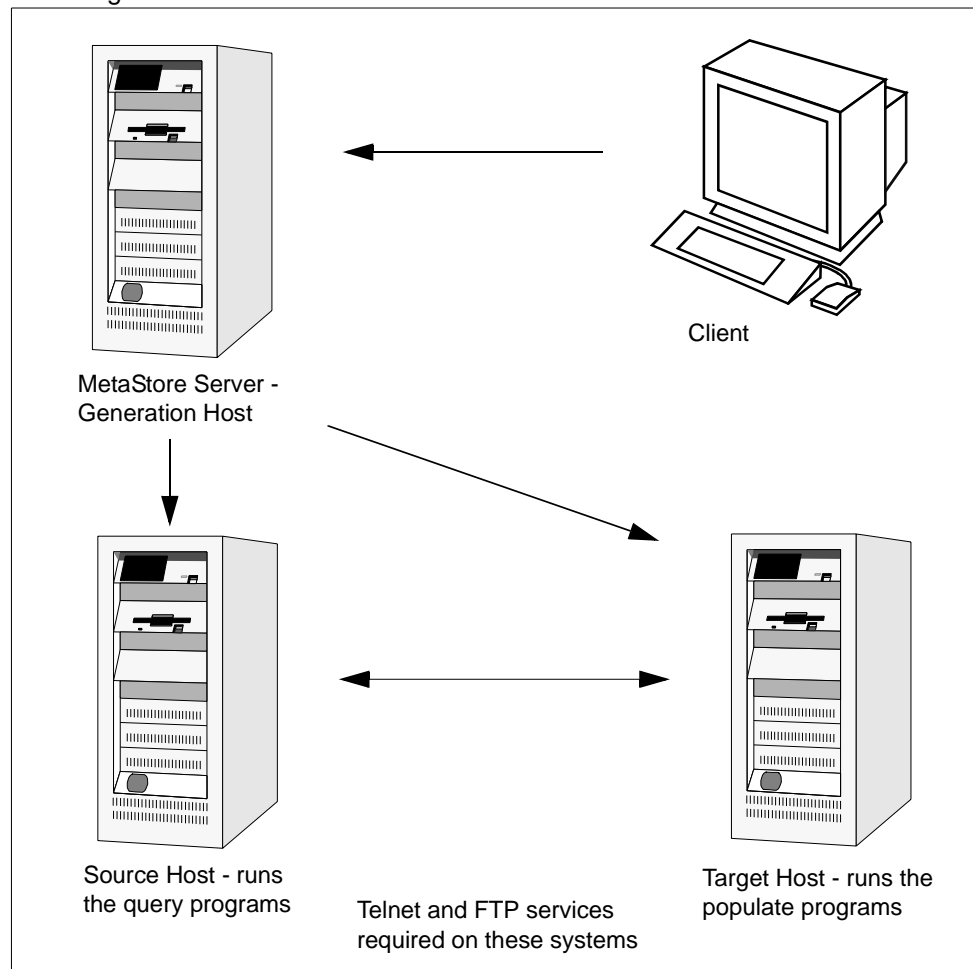 Client
MetaStore Server -
Generation Host
Source Host - runs
the query programs
Target Host - runs the
populate programs
Telnet and FTP services
required on these systems